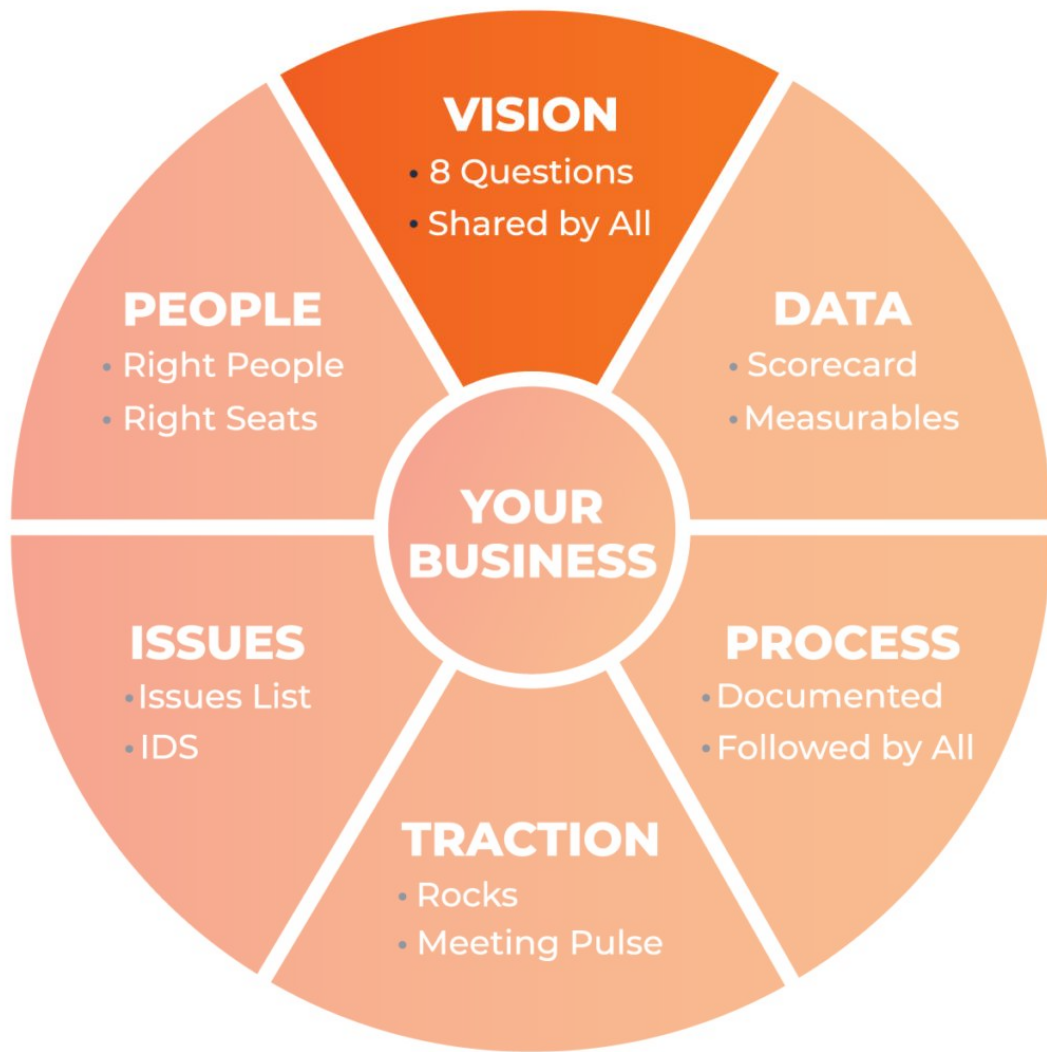 VISION
• 8 Questions
• Shared by All
PEOPLE
• Right People
• Right Seats
DATA
• Scorecard
• Measurables
YOUR
BUSINESS
ISSUES
• Issues List
• IDS
PROCESS
• Documented
• Followed by All
TRACTION
• Rocks
• Meeting Pulse